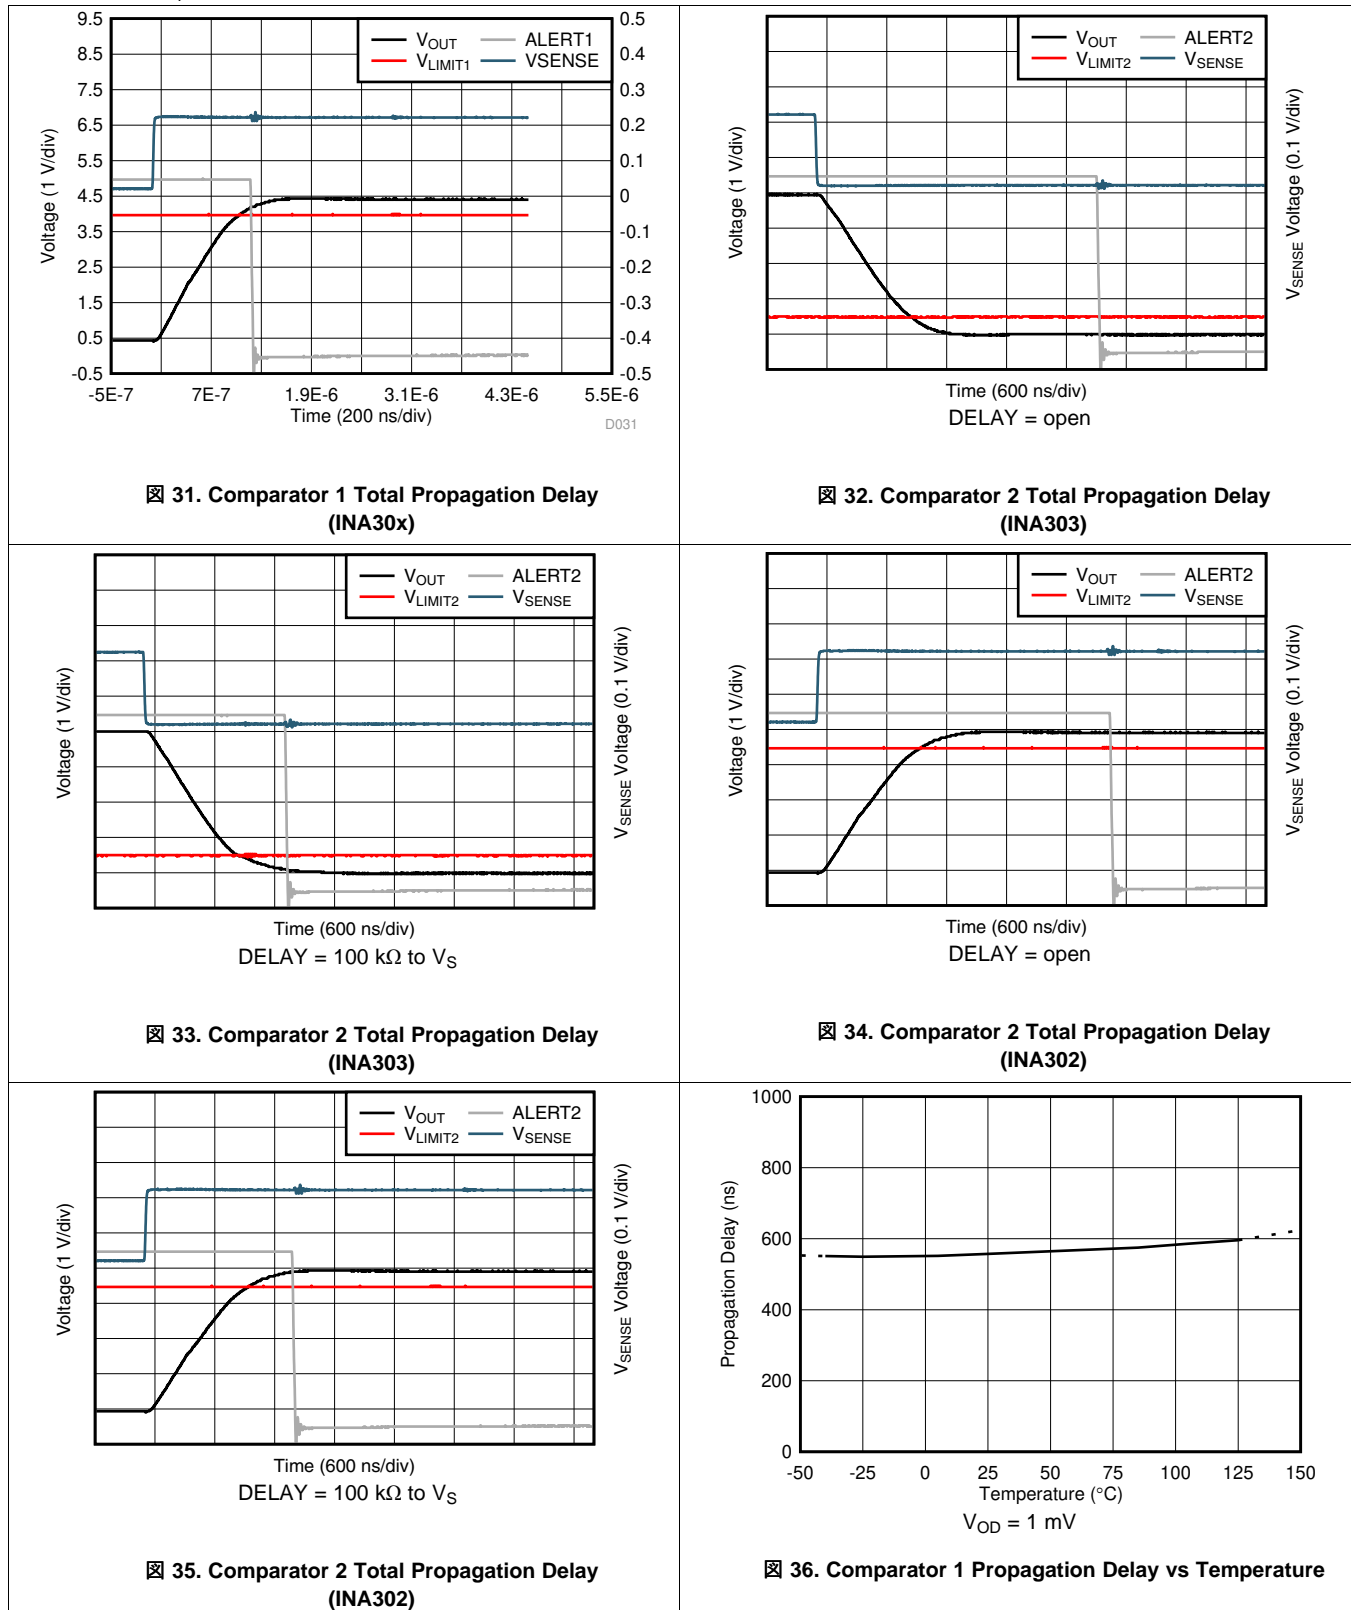 9.5
8.5
7.5
6.5
5.5
4.5
3.5
2.5
1.5
0.5
-0.5
Voltage (1 V/div)
VOUT
ALERT1
VLIMIT1
VSENSE
0.5
0.4
0.3
0.2
0.1
0
-0.1
-0.2
-0.3
-0.4
-0.5
-5E-7 7E-7 1.9E-6 3.1E-6 4.3E-6 5.5E-6
Time (200 ns/div)
D031
図 31. Comparator 1 Total Propagation Delay
(INA30x)
Voltage (1 V/div)
VOUT
ALERT2
VLIMIT2
VSENSE
VSENSE Voltage (0.1 V/div)
Time (600 ns/div)
DELAY = open
図 32. Comparator 2 Total Propagation Delay
(INA303)
Voltage (1 V/div)
VOUT
ALERT2
VLIMIT2
VSENSE
VSENSE Voltage (0.1 V/div)
Time (600 ns/div)
DELAY = 100 kΩ to VS
図 33. Comparator 2 Total Propagation Delay
(INA303)
Voltage (1 V/div)
VOUT
ALERT2
VLIMIT2
VSENSE
VSENSE Voltage (0.1 V/div)
Time (600 ns/div)
DELAY = open
図 34. Comparator 2 Total Propagation Delay
(INA302)
Voltage (1 V/div)
VOUT
ALERT2
VLIMIT2
VSENSE
VSENSE Voltage (0.1 V/div)
Time (600 ns/div)
DELAY = 100 kΩ to VS
図 35. Comparator 2 Total Propagation Delay
(INA302)
1000
800
600
400
200
0
Propagation Delay (ns)
-50 -25 0 25 50 75 100 125 150
Temperature (°C)
VOD = 1 mV
図 36. Comparator 1 Propagation Delay vs Temperature